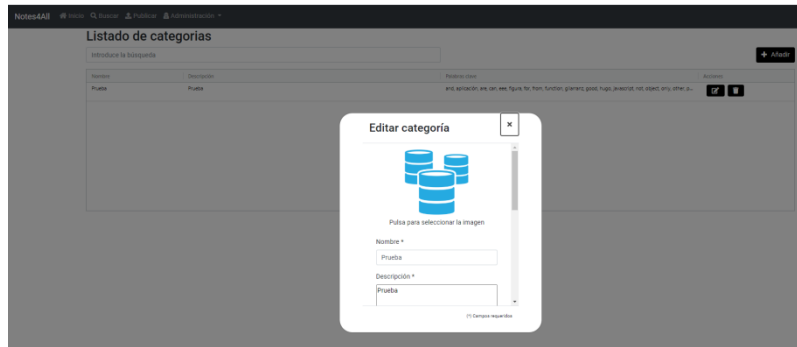 Notes4All Inicio Buscar Publicar Administración
Listado de categorias
Introduce la búsqueda
Añadir
Nombre Descripción Palabras clave Acciones
Prueba Prueba and, aplicación, are, can, eee, figura, for, from, function, good, hugo, javascript, not, object, only, other, p...
Editar categoría ×
Pulsa para seleccionar la imagen
Nombre *
Prueba
Descripción *
Prueba
(*) Campos requeridos